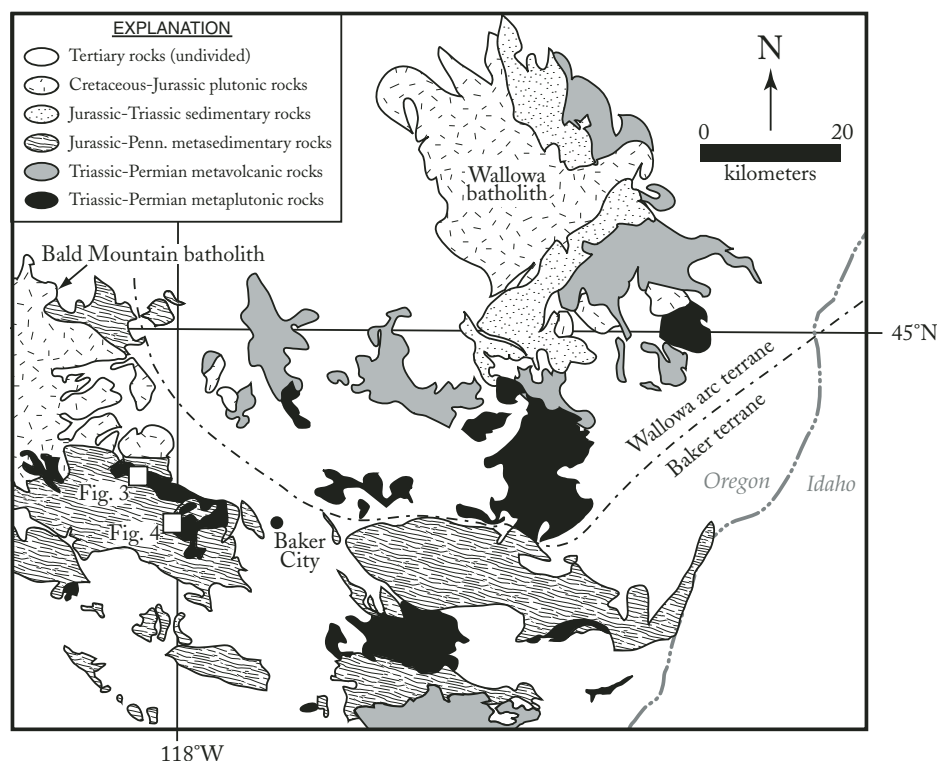 EXPLANATION
Tertiary rocks (undivided)
Cretaceous-Jurassic plutonic rocks
Jurassic-Triassic sedimentary rocks
Jurassic-Penn. metasedimentary rocks
Triassic-Permian metavolcanic rocks
Triassic-Permian metaplutonic rocks
N
0 20
kilometers
Wallowa
batholith
Bald Mountain batholith
45°N
Wallowa arc terrane
Baker terrane
Oregon Idaho
Fig. 3
Fig. 4
Baker
City
118°W